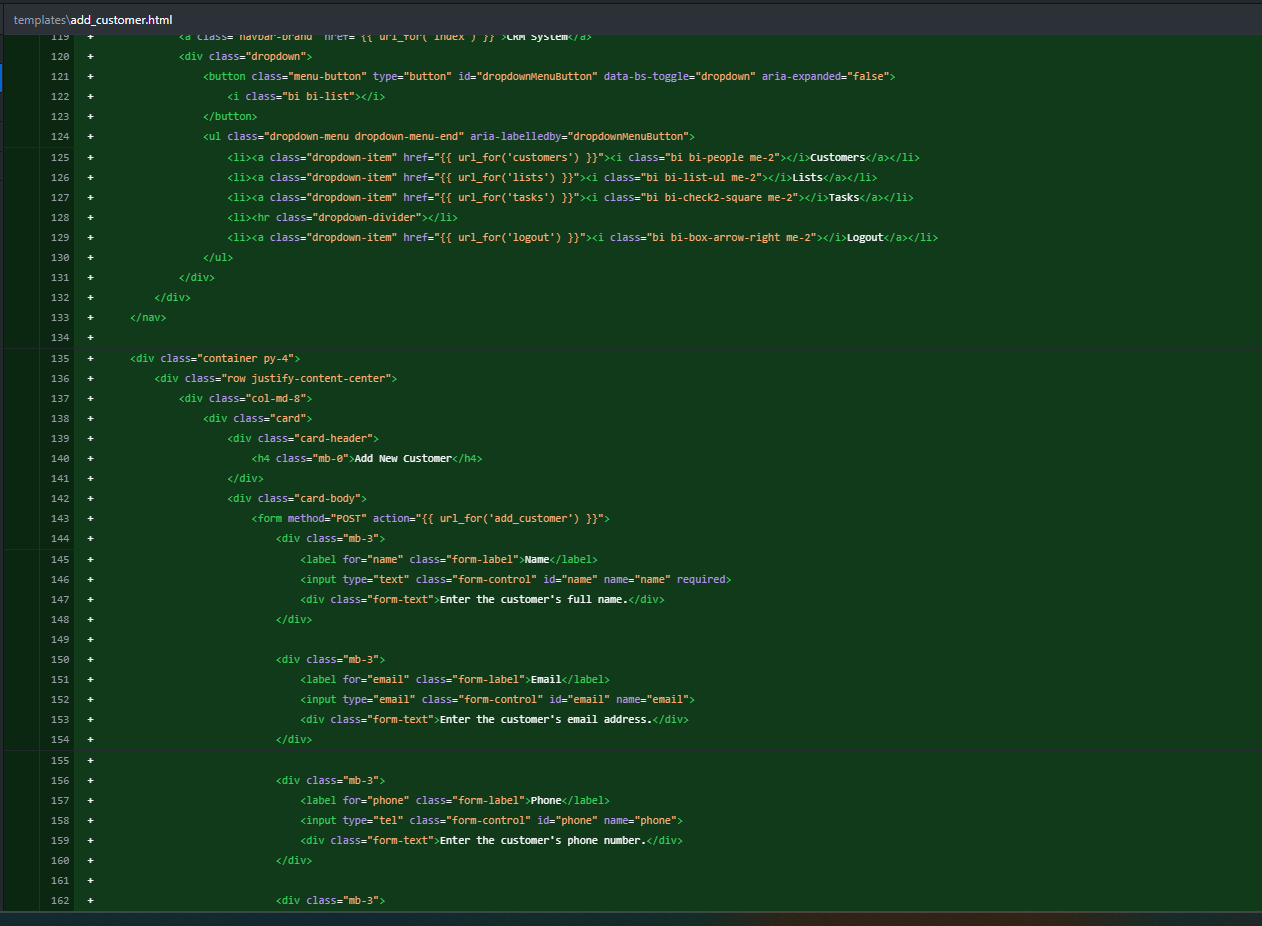 templates\add_customer.html
119 + <a class="navbar-brand" href="{{ url_for('index') }}">CRM System</a>
120 + <div class="dropdown">
121 + <button class="menu-button" type="button" id="dropdownMenuButton" data-bs-toggle="dropdown" aria-expanded="false">
122 + <i class="bi bi-list"></i>
123 + </button>
124 + <ul class="dropdown-menu dropdown-menu-end" aria-labelledby="dropdownMenuButton">
125 + <li><a class="dropdown-item" href="{{ url_for('customers') }}"><i class="bi bi-people me-2"></i>Customers</a></li>
126 + <li><a class="dropdown-item" href="{{ url_for('lists') }}"><i class="bi bi-list-ul me-2"></i>Lists</a></li>
127 + <li><a class="dropdown-item" href="{{ url_for('tasks') }}"><i class="bi bi-check2-square me-2"></i>Tasks</a></li>
128 + <li><hr class="dropdown-divider"></li>
129 + <li><a class="dropdown-item" href="{{ url_for('logout') }}"><i class="bi bi-box-arrow-right me-2"></i>Logout</a></li>
130 + </ul>
131 + </div>
132 + </div>
133 + </nav>
134 +
135 + <div class="container py-4">
136 + <div class="row justify-content-center">
137 + <div class="col-md-8">
138 + <div class="card">
139 + <div class="card-header">
140 + <h4 class="mb-0">Add New Customer</h4>
141 + </div>
142 + <div class="card-body">
143 + <form method="POST" action="{{ url_for('add_customer') }}">
144 + <div class="mb-3">
145 + <label for="name" class="form-label">Name</label>
146 + <input type="text" class="form-control" id="name" name="name" required>
147 + <div class="form-text">Enter the customer's full name.</div>
148 + </div>
149 +
150 + <div class="mb-3">
151 + <label for="email" class="form-label">Email</label>
152 + <input type="email" class="form-control" id="email" name="email">
153 + <div class="form-text">Enter the customer's email address.</div>
154 + </div>
155 +
156 + <div class="mb-3">
157 + <label for="phone" class="form-label">Phone</label>
158 + <input type="tel" class="form-control" id="phone" name="phone">
159 + <div class="form-text">Enter the customer's phone number.</div>
160 + </div>
161 +
162 + <div class="mb-3">